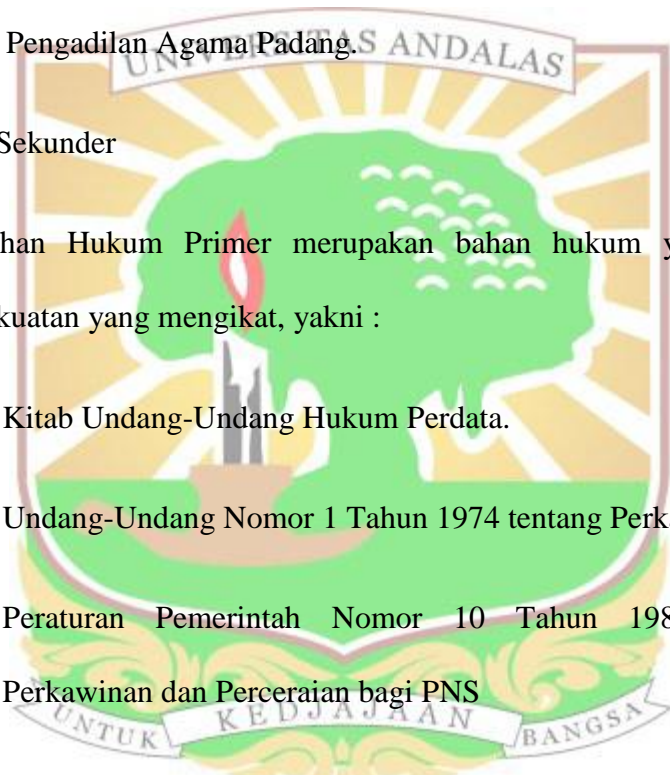 Pengadilan Agama Padang.
UNIVERSITAS ANDALAS
Sekunder
han Hukum Primer merupakan bahan hukum y
kuatan yang mengikat, yakni :
Kitab Undang-Undang Hukum Perdata.
Undang-Undang Nomor 1 Tahun 1974 tentang Perk
Peraturan Pemerintah Nomor 10 Tahun 198
Perkawinan dan Perceraian bagi PNS
UNTUK KEDJAJAAN BANGSA